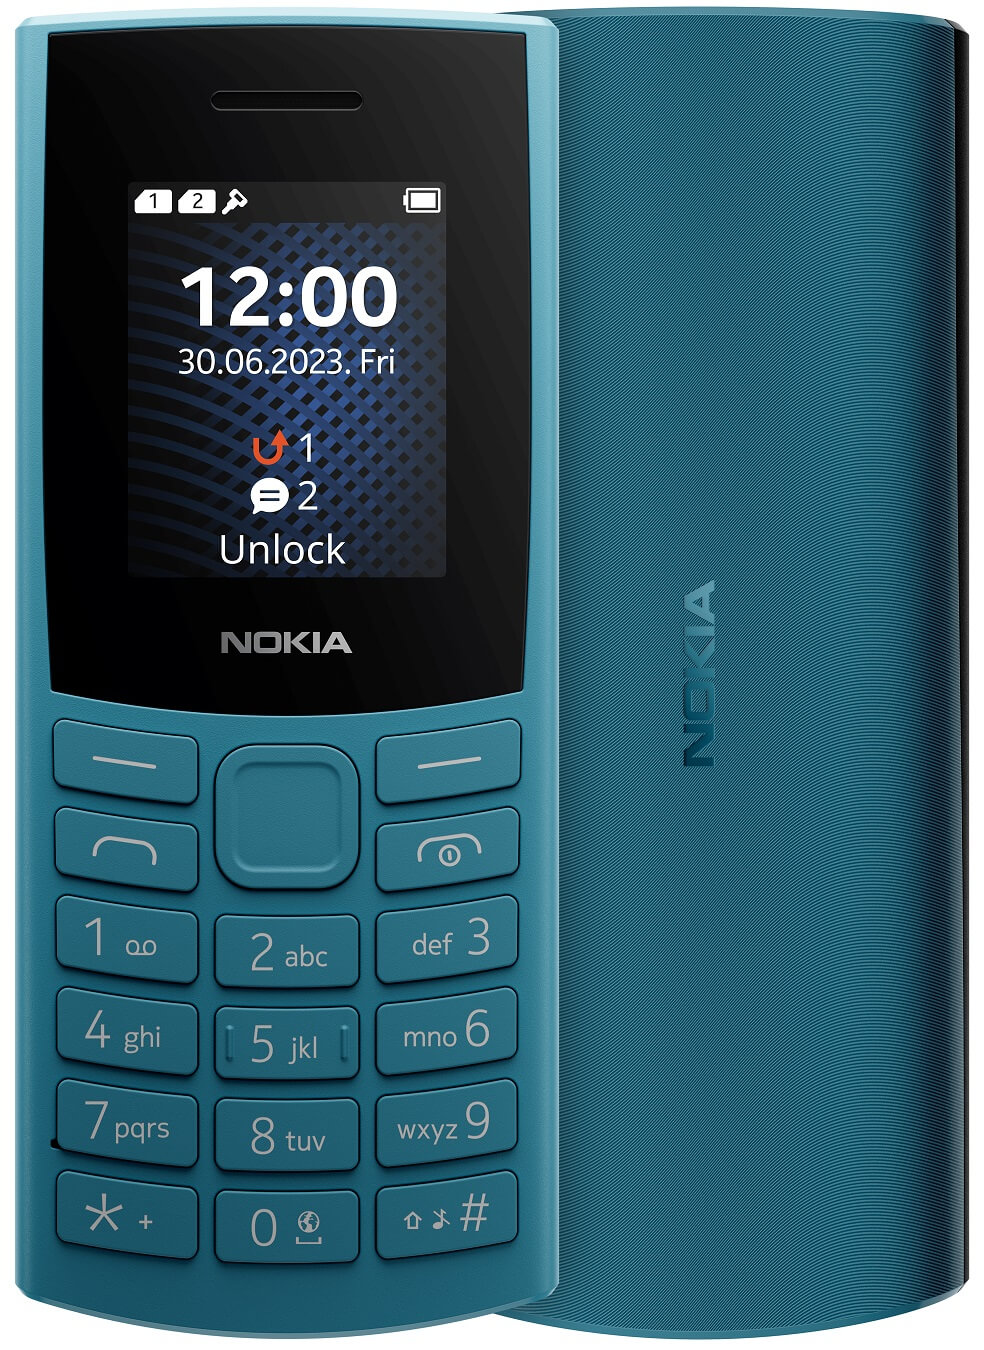 1 2
12:00
30.06.2023. Fri
1
2
Unlock
NOKIA
NOKIA
1
2 abc
def 3
4 ghi
5 jkl
mno 6
7 pqrs
8 tuv
wxyz 9
* +
0
#